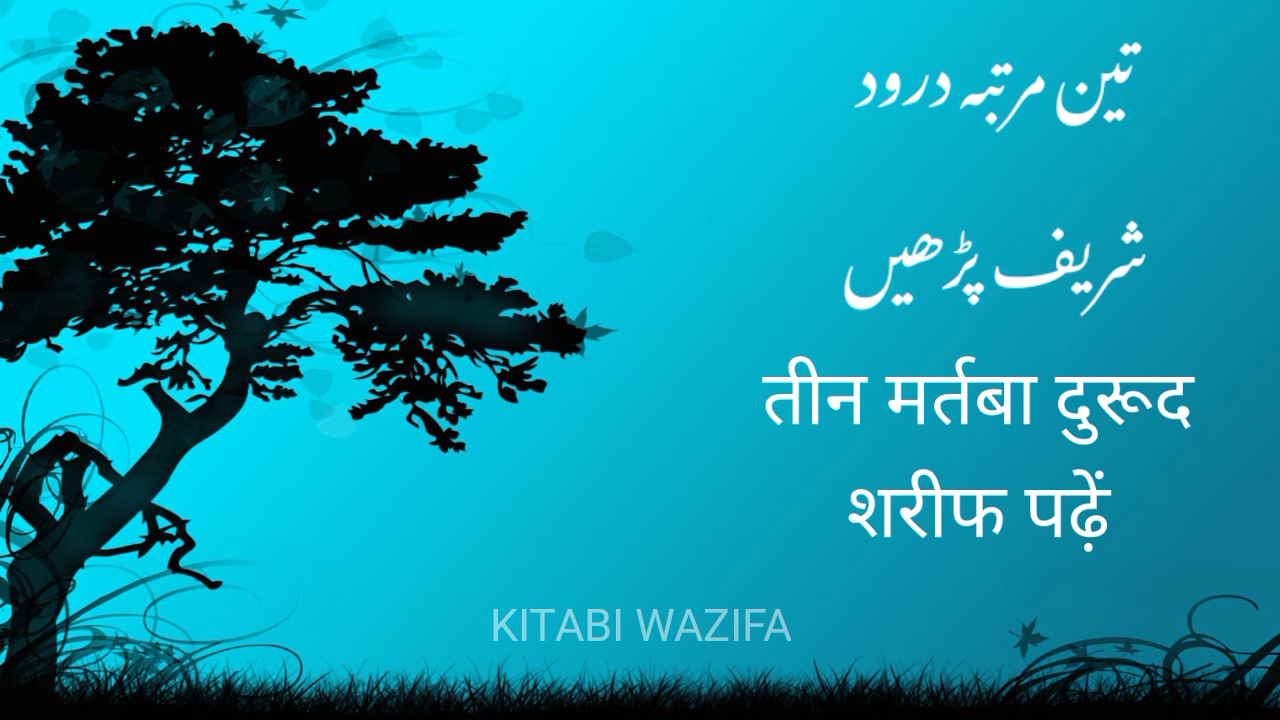 تین مرتبہ درود
شریف پڑھیں
तीन मर्तबा दुरूद
शरीफ पढ़ें
KITABI WAZIFA